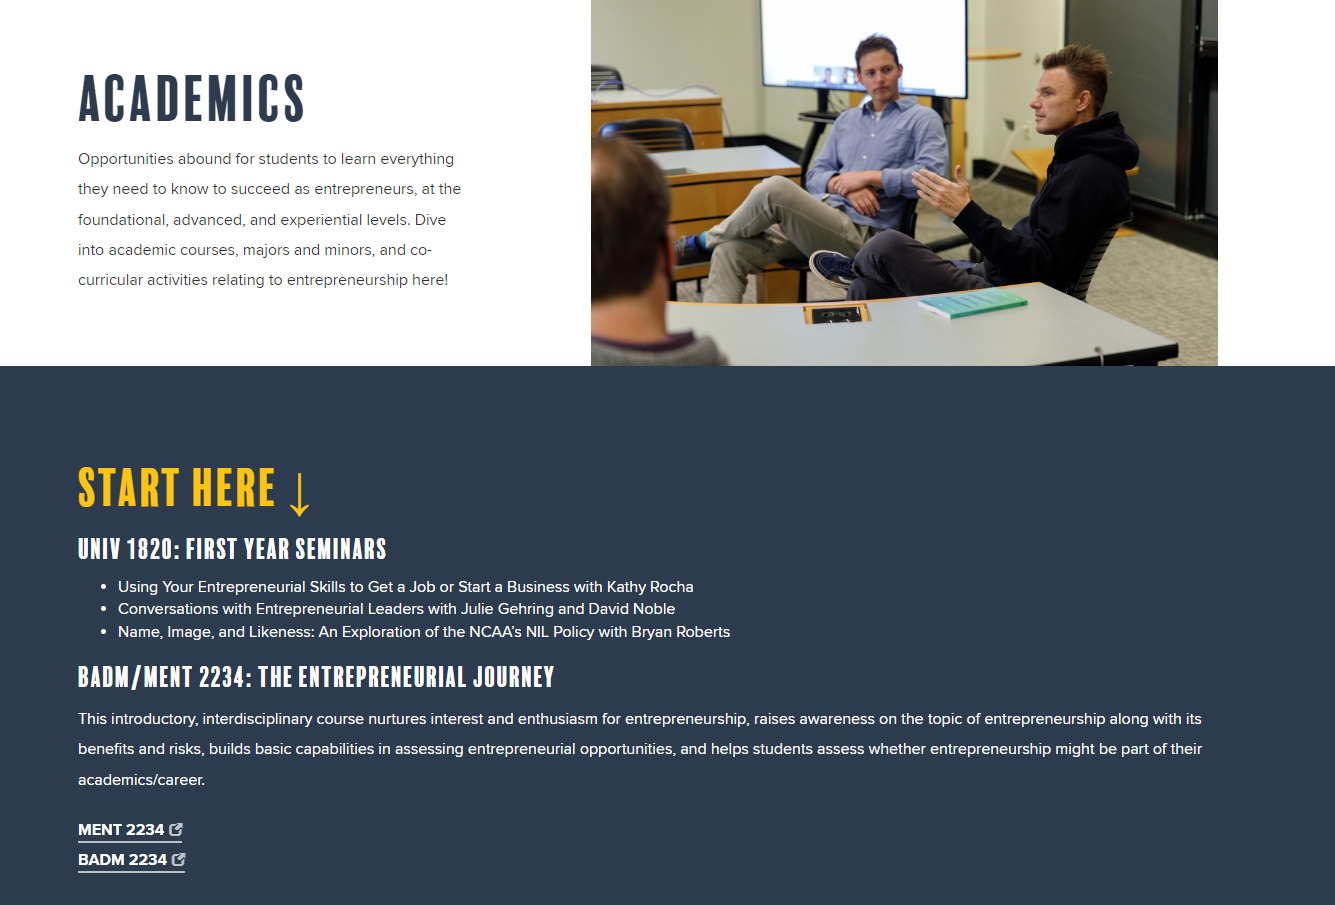 ACADEMICS
Opportunities abound for students to learn everything
they need to know to succeed as entrepreneurs, at the
foundational, advanced, and experiential levels. Dive
into academic courses, majors and minors, and co-
curricular activities relating to entrepreneurship here!
START HERE ↓
UNIV 1820: FIRST YEAR SEMINARS
• Using Your Entrepreneurial Skills to Get a Job or Start a Business with Kathy Rocha
• Conversations with Entrepreneurial Leaders with Julie Gehring and David Noble
• Name, Image, and Likeness: An Exploration of the NCAA’s NIL Policy with Bryan Roberts
BADM/MENT 2234: THE ENTREPRENEURIAL JOURNEY
This introductory, interdisciplinary course nurtures interest and enthusiasm for entrepreneurship, raises awareness on the topic of entrepreneurship along with its
benefits and risks, builds basic capabilities in assessing entrepreneurial opportunities, and helps students assess whether entrepreneurship might be part of their
academics/career.
MENT 2234
BADM 2234